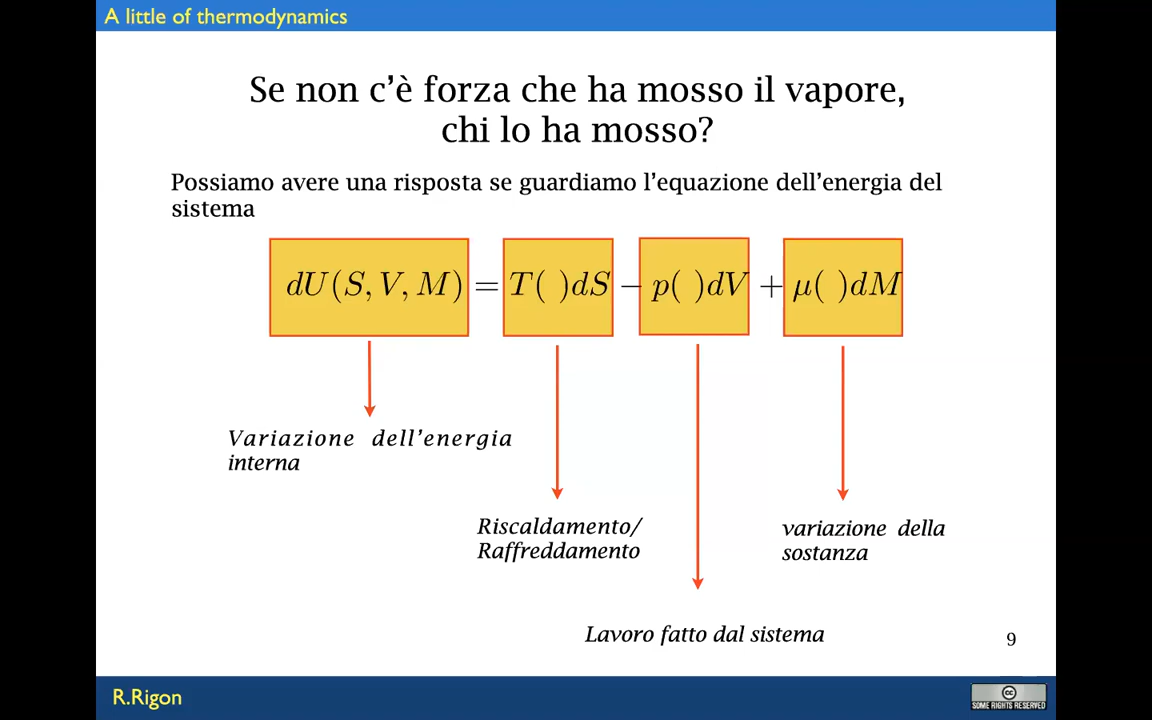 A little of thermodynamics
Se non c’è forza che ha mosso il vapore,
chi lo ha mosso?
Possiamo avere una risposta se guardiamo l’equazione dell’energia del
sistema
dU(S, V, M) = T( )dS − p( )dV + μ( )dM
Variazione dell’energia
interna
Riscaldamento/
Raffreddamento
variazione della
sostanza
Lavoro fatto dal sistema
9
R.Rigon
cc
SOME RIGHTS RESERVED